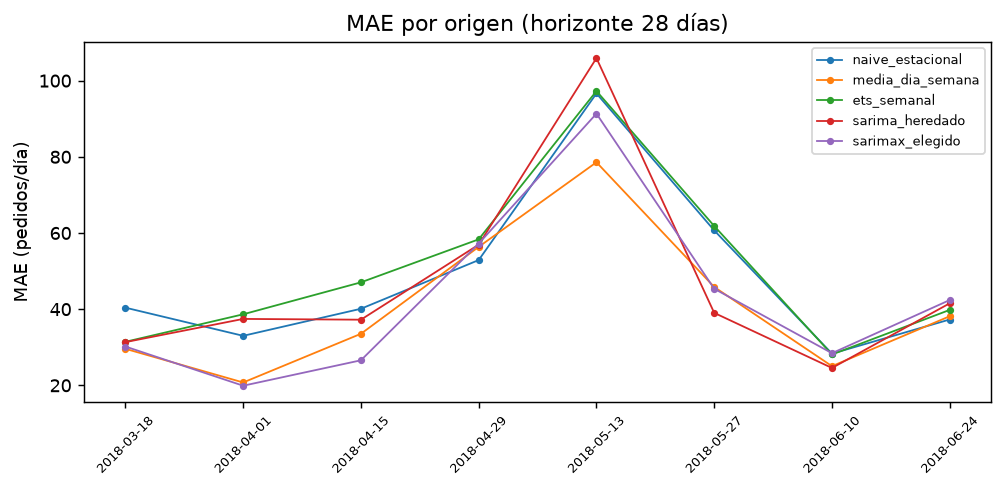 MAE por origen (horizonte 28 días)
naive_estacional
media_dia_semana
ets_semanal
sarima_heredado
sarimax_elegido
MAE (pedidos/día)
100
80
60
40
20
2018-03-18
2018-04-01
2018-04-15
2018-04-29
2018-05-13
2018-05-27
2018-06-10
2018-06-24